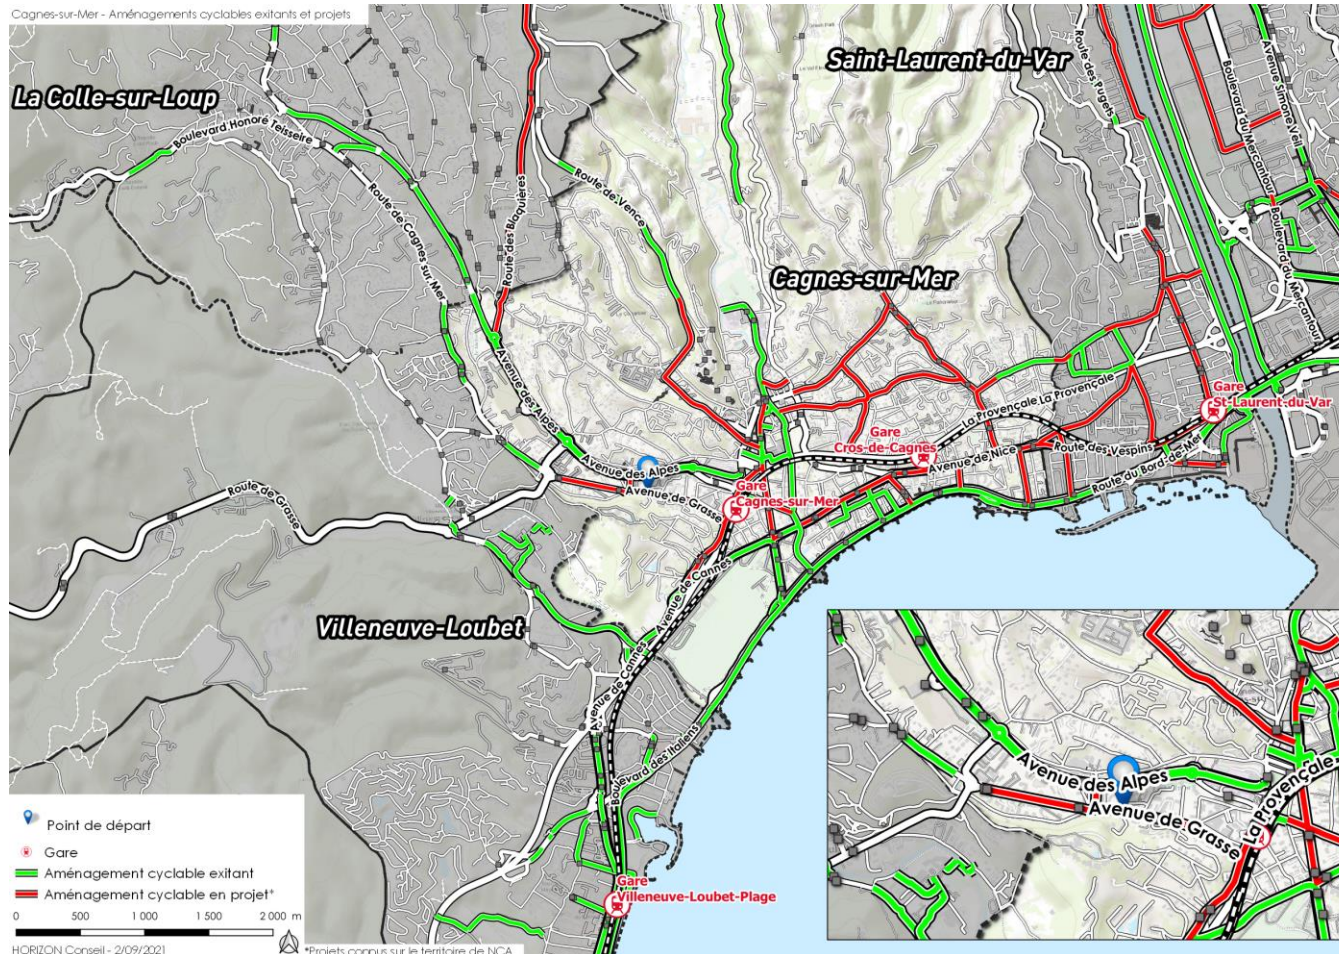 Cagnes-sur-Mer - Aménagements cyclables exitants et projets
La Colle-sur-Loup
Saint-Laurent-du-Var
Cagnes-sur-Mer
Villeneuve-Loubet
Boulevard Honoré Teisseire
Route de Cagnes sur Mer
Route des Blaquières
Route de Vence
Route des Pugets
Boulevard du Mercantour
Avenue Simone Veil
Boulevard du Mercantour
Avenue des Alpes
Avenue des Alpes
Avenue de Grasse
Route de Grasse
La Provençale
La Provençale
Gare
St-Laurent-du-Var
Gare
Cros-de-Cagnes
Avenue de Nice
Route des Vespins
Route du Bord de Mer
Gare
Cagnes-sur-Mer
Avenue de Cannes
Avenue de Cannes
Avenue de Cannes
Boulevard des Italiens
Gare
Villeneuve-Loubet-Plage
Avenue des Alpes
Avenue de Grasse
La Provençale
Point de départ
Gare
Aménagement cyclable exitant
Aménagement cyclable en projet*
0 500 1 000 1 500 2 000 m
HORIZON Conseil - 2/09/2021
*Projets connus sur le territoire de NCA